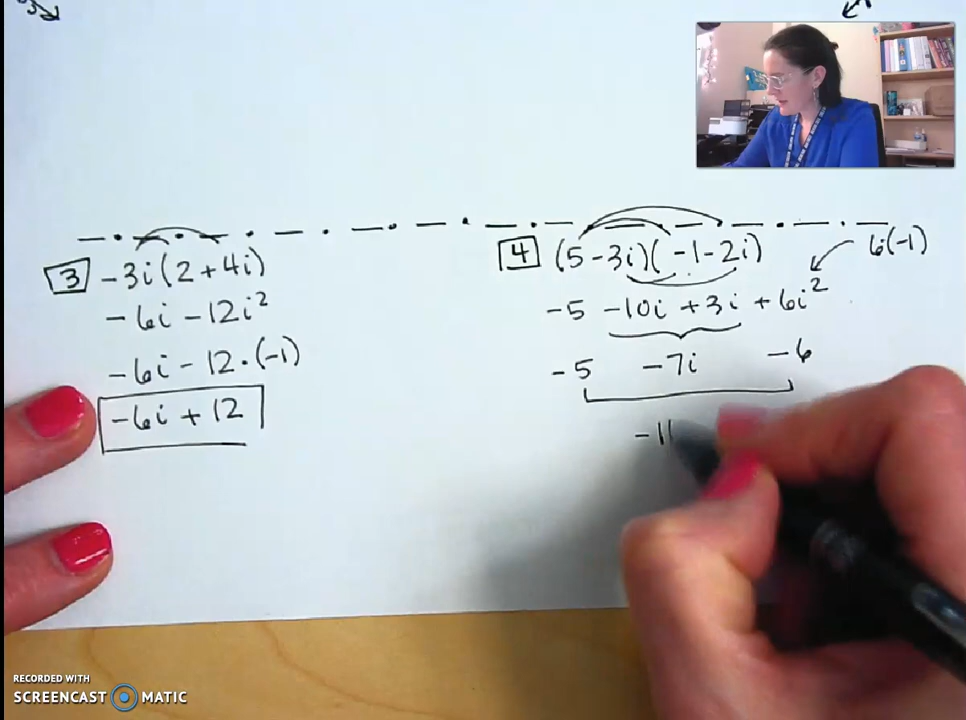 3 -3i(2+4i)
-6i -12i²
-6i - 12·(-1)
-6i + 12
4 (5-3i)(-1-2i)
6i(-1)
-5 -10i +3i +6i²
-5 -7i -6
-11
RECORDED WITH
SCREENCAST MATIC